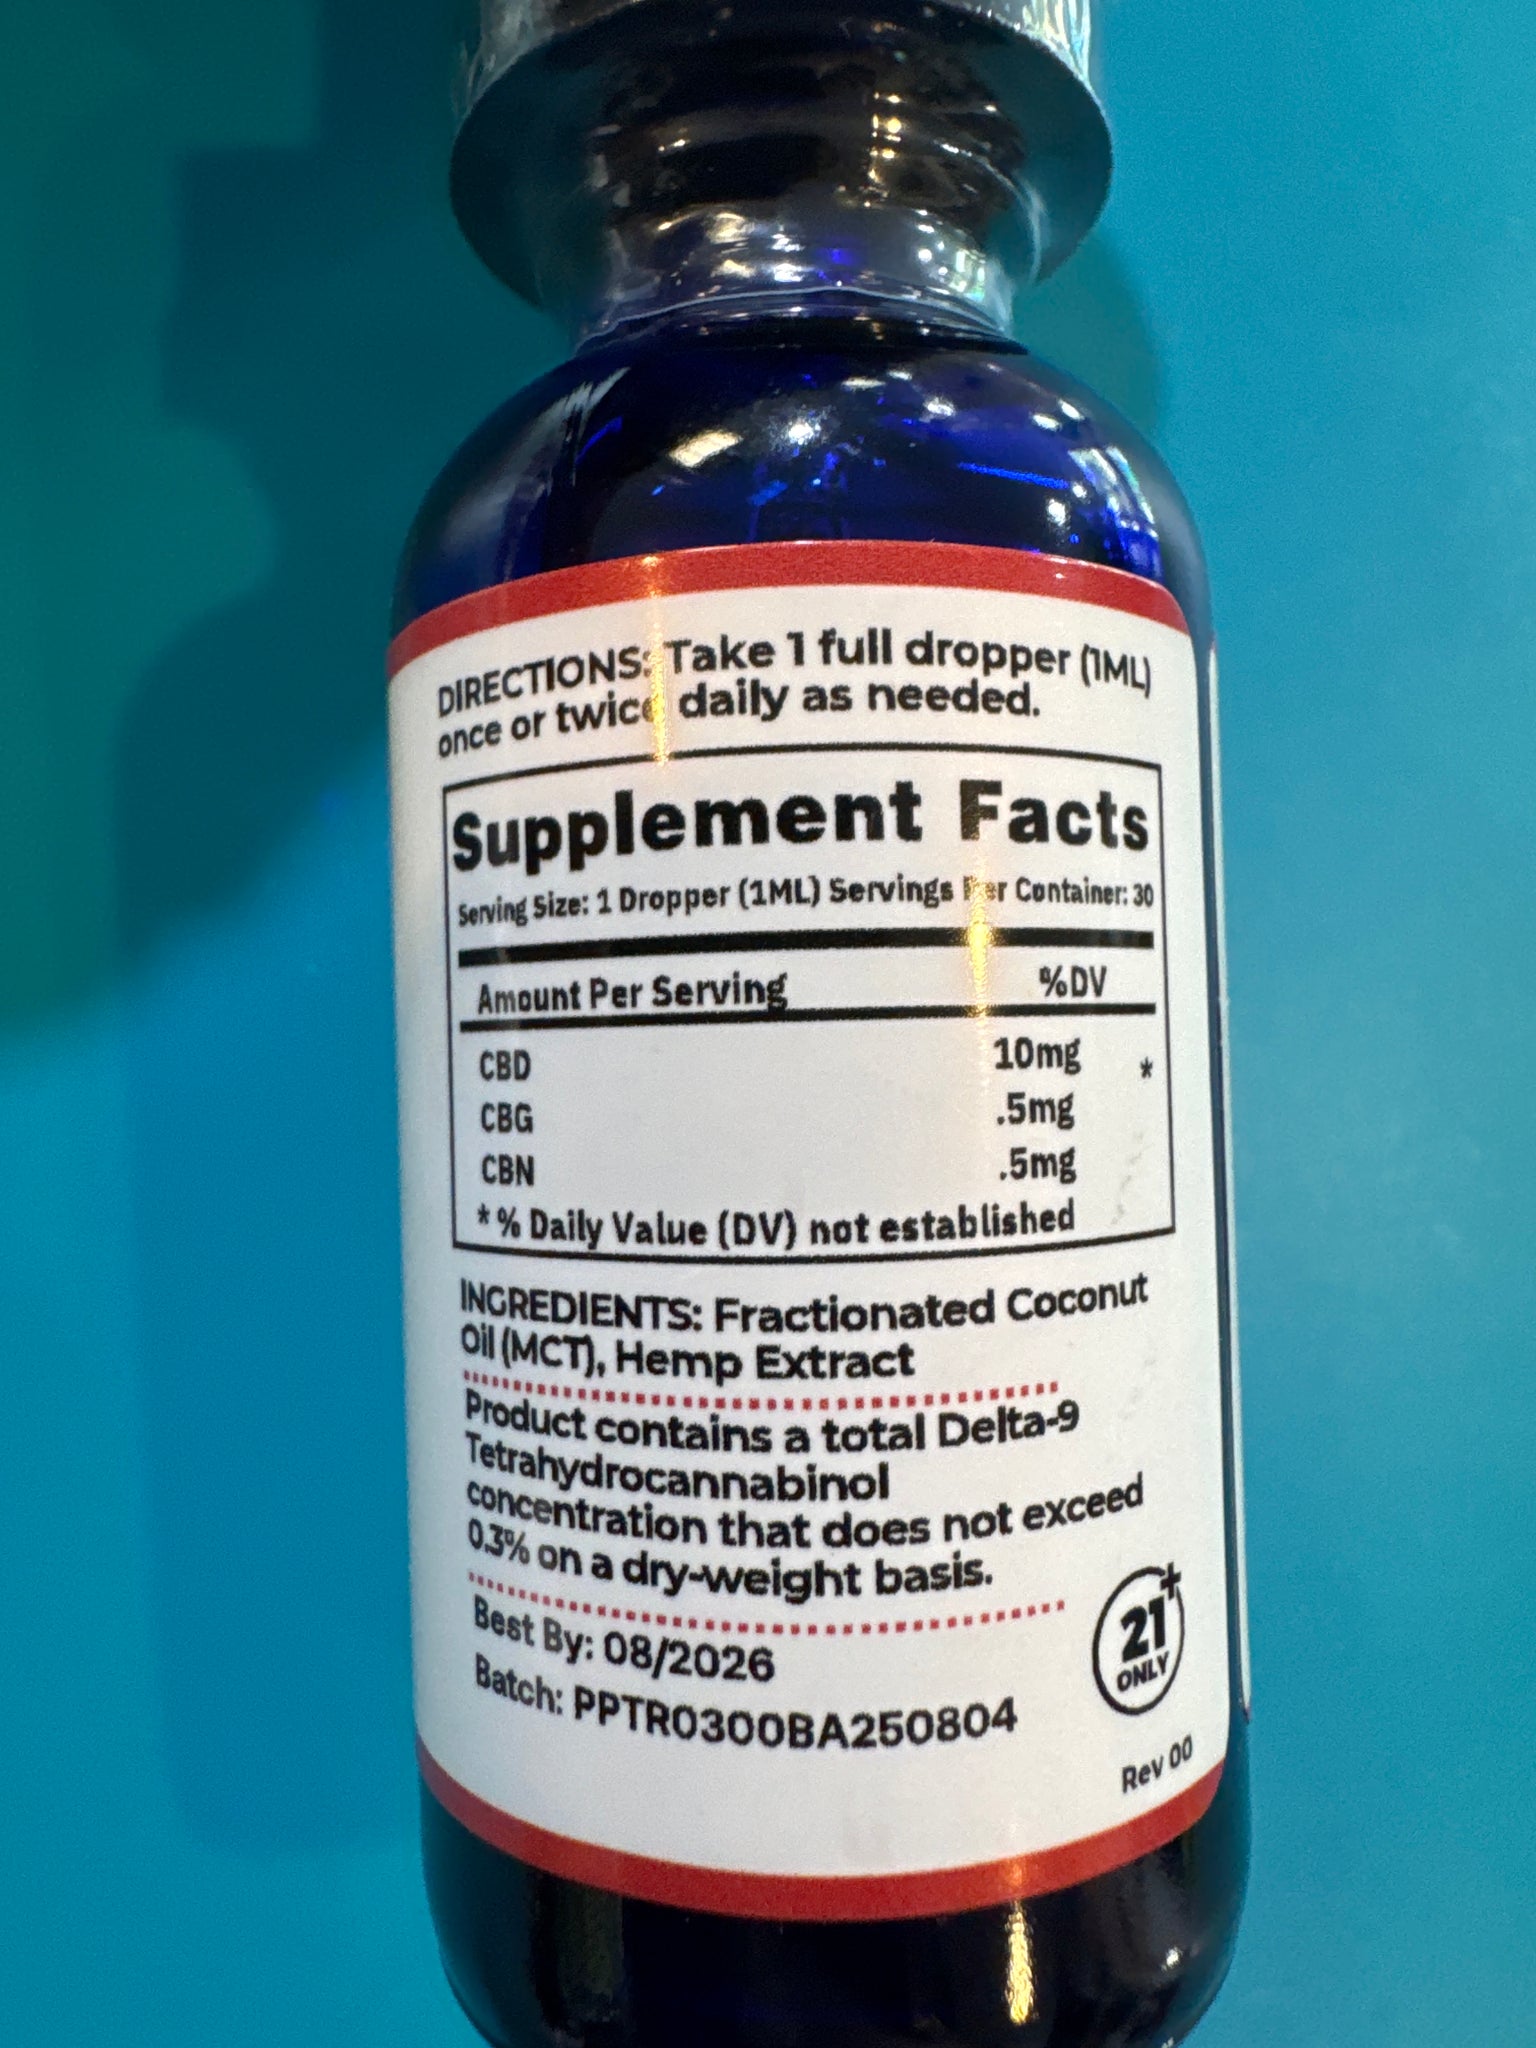 DIRECTIONS: Take 1 full dropper (1ML)
once or twice daily as needed.
Supplement Facts
Serving Size: 1 Dropper (1ML) Servings Per Container: 30
Amount Per Serving %DV
CBD 10mg *
CBG .5mg
CBN .5mg
* % Daily Value (DV) not established
INGREDIENTS: Fractionated Coconut
Oil (MCT), Hemp Extract
Product contains a total Delta-9
Tetrahydrocannabinol
concentration that does not exceed
0.3% on a dry-weight basis.
Best By: 08/2026
Batch: PPTR0300BA250804
21+
ONLY
Rev 00